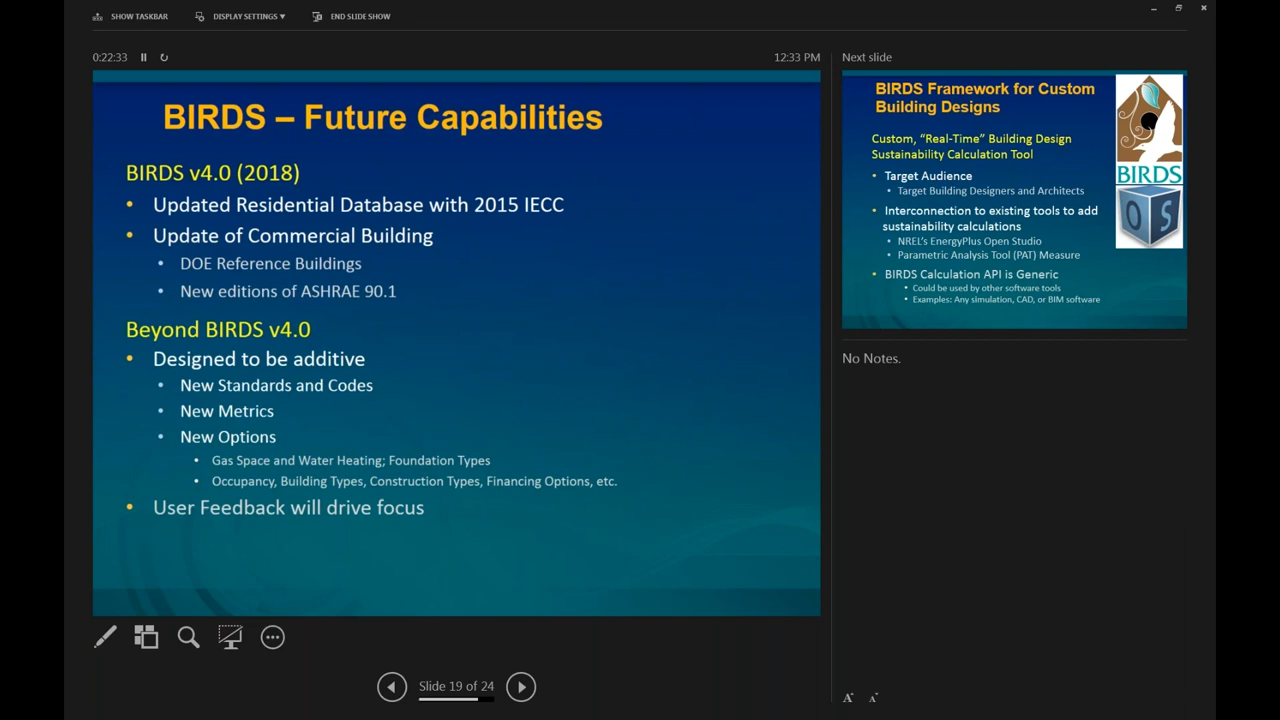 SHOW TASKBAR
DISPLAY SETTINGS
END SLIDE SHOW
0:22:33
12:33 PM
BIRDS – Future Capabilities
BIRDS v4.0 (2018)
• Updated Residential Database with 2015 IECC
• Update of Commercial Building
• DOE Reference Buildings
• New editions of ASHRAE 90.1
Beyond BIRDS v4.0
• Designed to be additive
• New Standards and Codes
• New Metrics
• New Options
• Gas Space and Water Heating; Foundation Types
• Occupancy, Building Types, Construction Types, Financing Options, etc.
• User Feedback will drive focus
Slide 19 of 24
Next slide
BIRDS Framework for Custom
Building Designs
Custom, “Real-Time” Building Design
Sustainability Calculation Tool
• Target Audience
• Target Building Designers and Architects
• Interconnection to existing tools to add
sustainability calculations
• NREL’s EnergyPlus Open Studio
• Parametric Analysis Tool (PAT) Measure
• BIRDS Calculation API is Generic
• Could be used by other software tools
• Examples: Any simulation, CAD, or BIM software
BIRDS
O S
No Notes.
A A